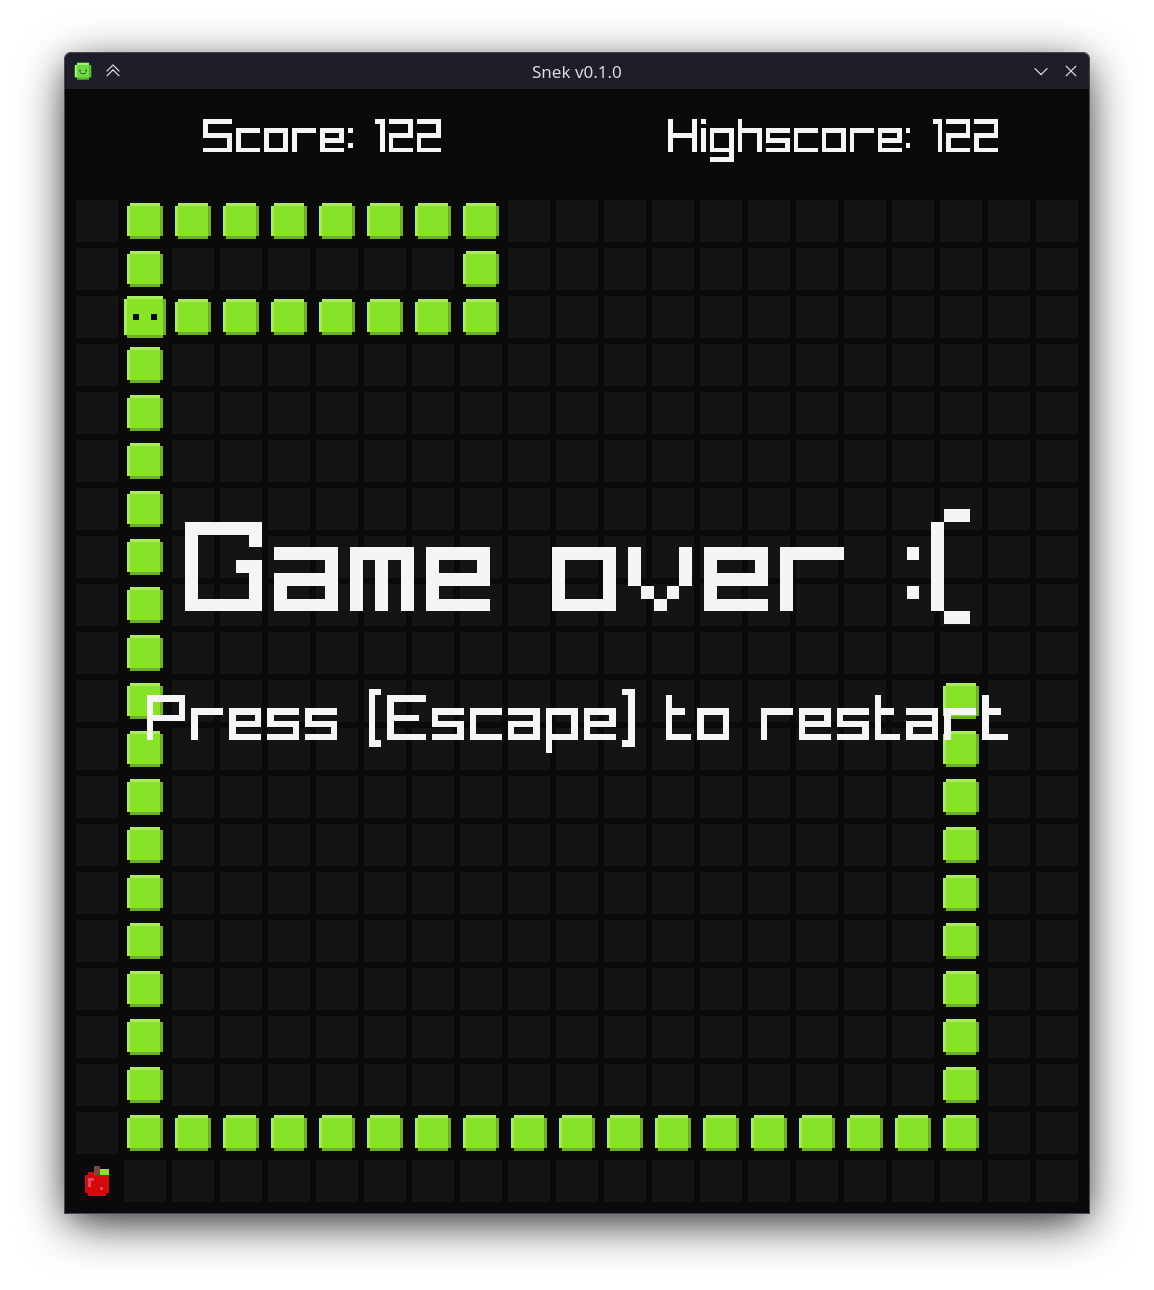 Snek v0.1.0
Score: 122 Highscore: 122
Game over :(
Press [Escape] to restart